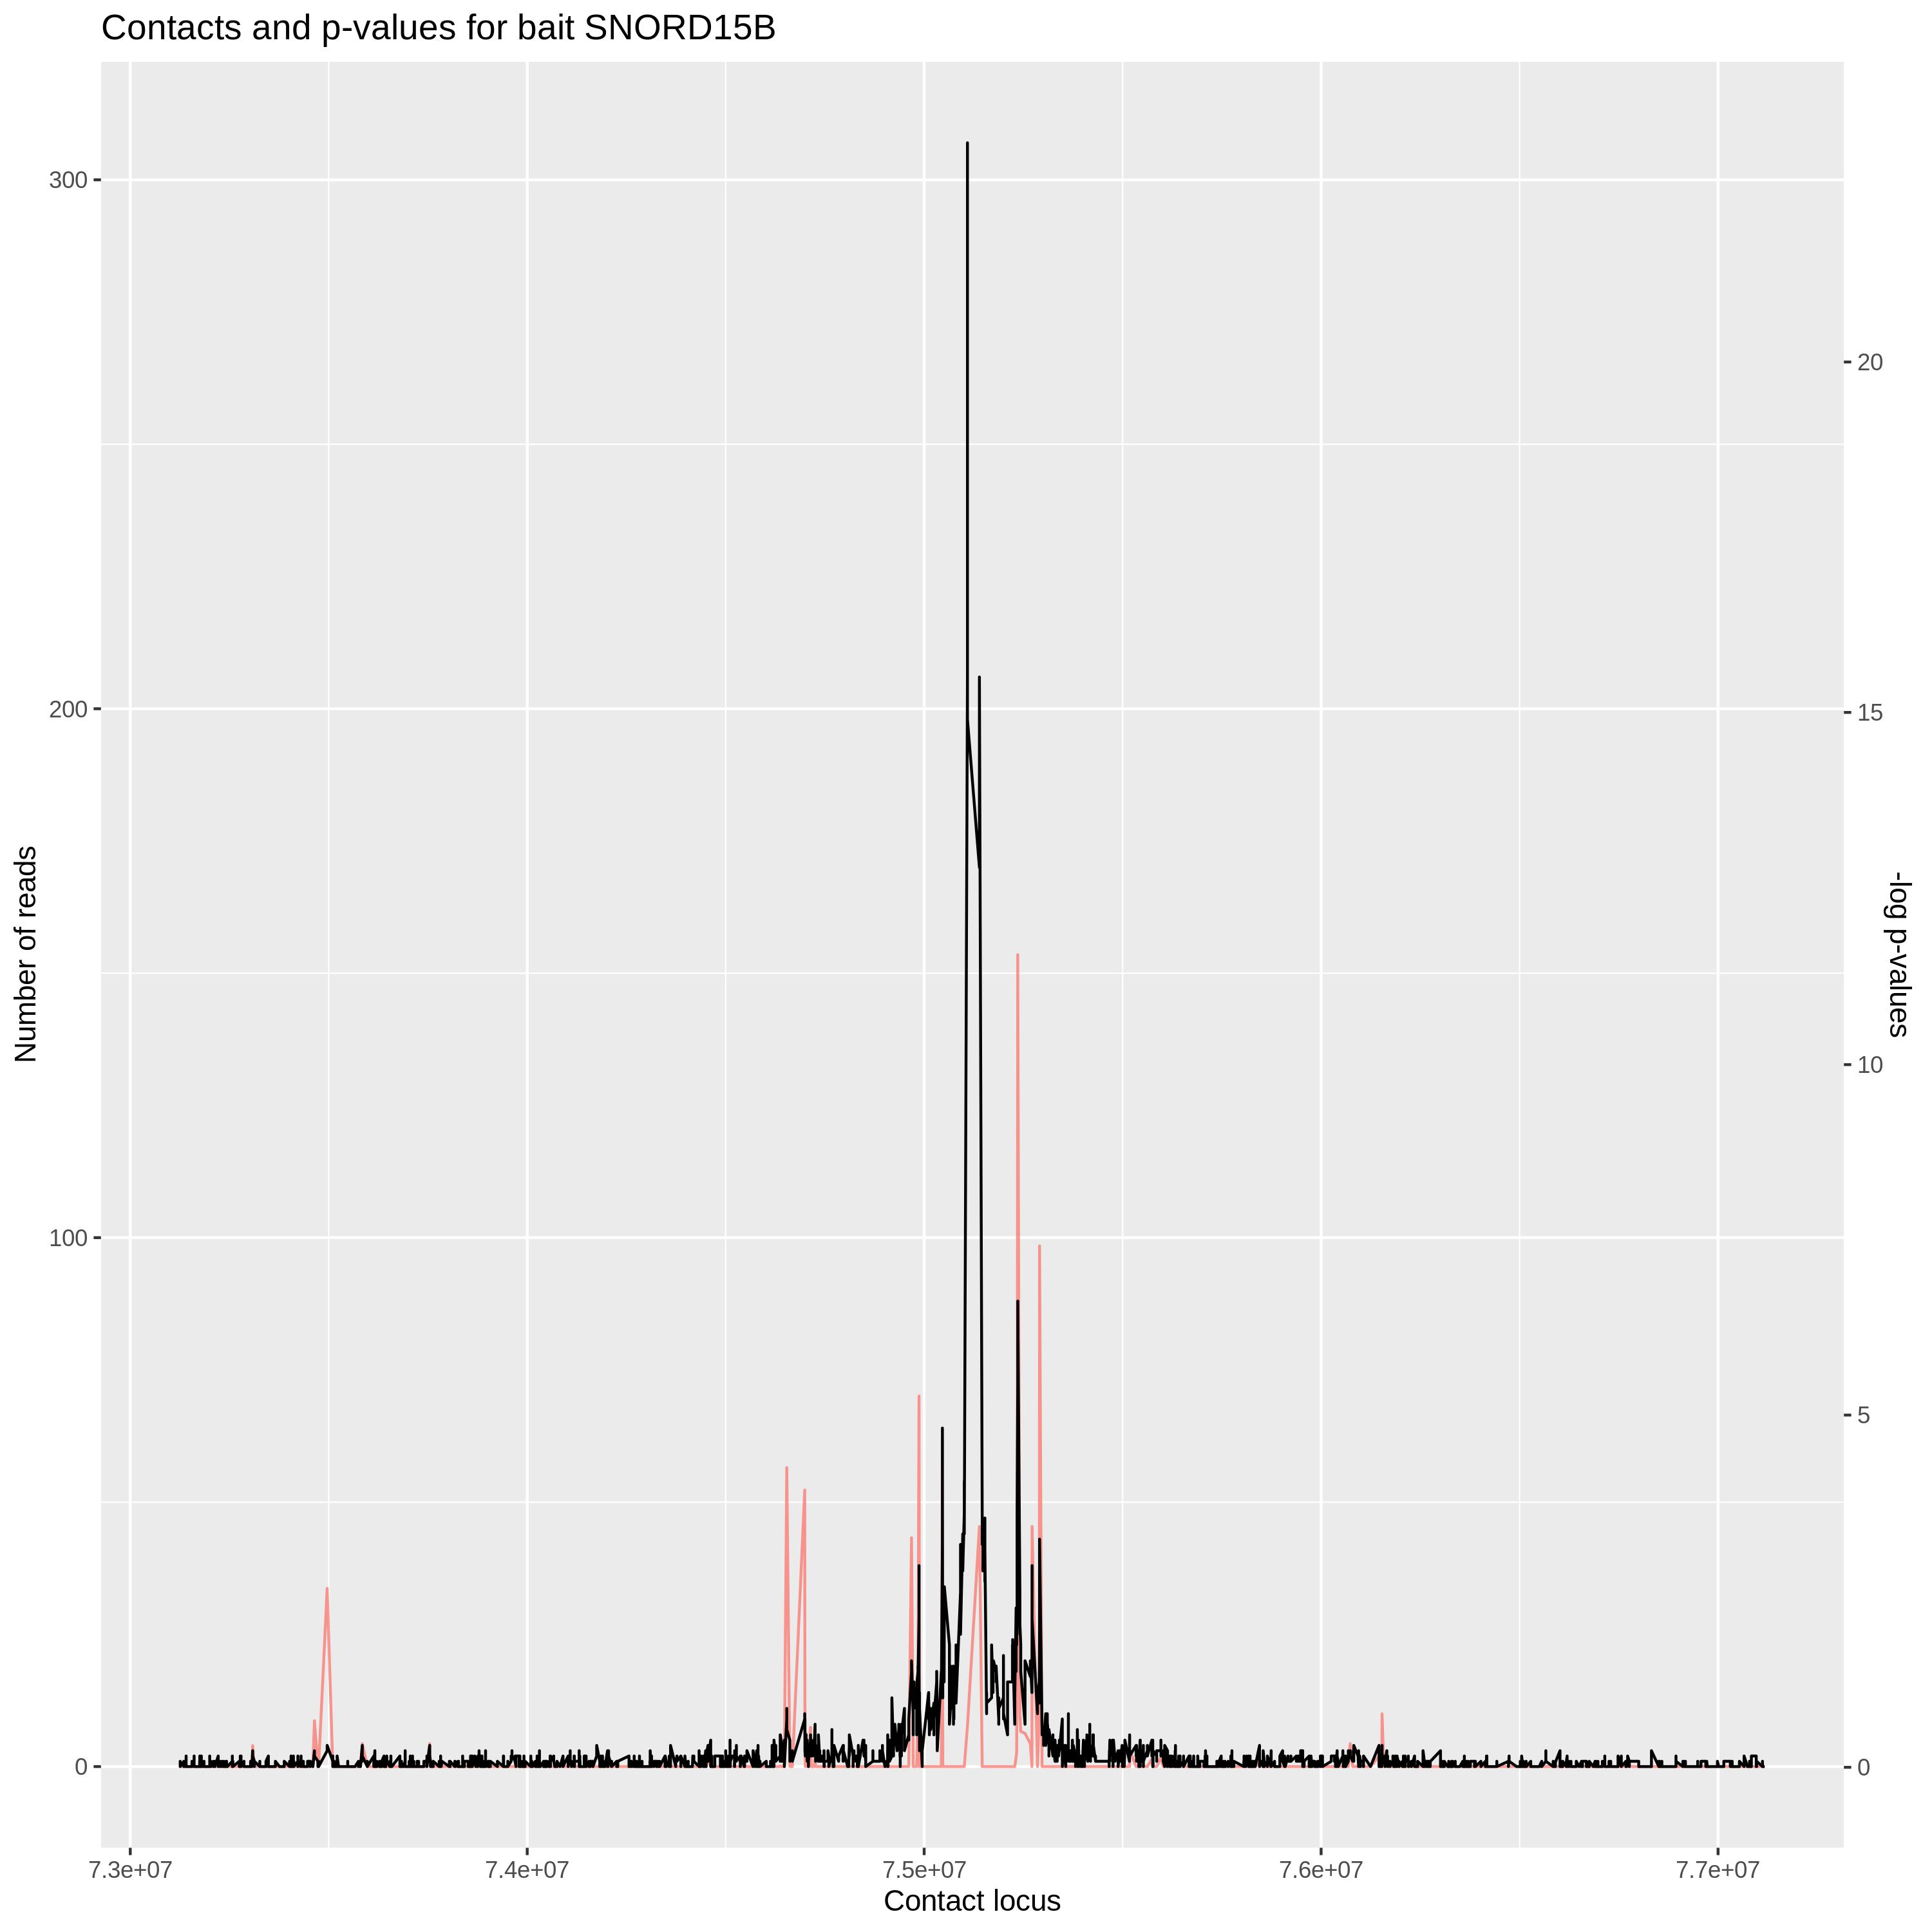 Contacts and p-values for bait SNORD15B
300
200
100
0
Number of reads
20
15
10
5
0
-log p-values
7.3e+07
7.4e+07
7.5e+07
7.6e+07
7.7e+07
Contact locus